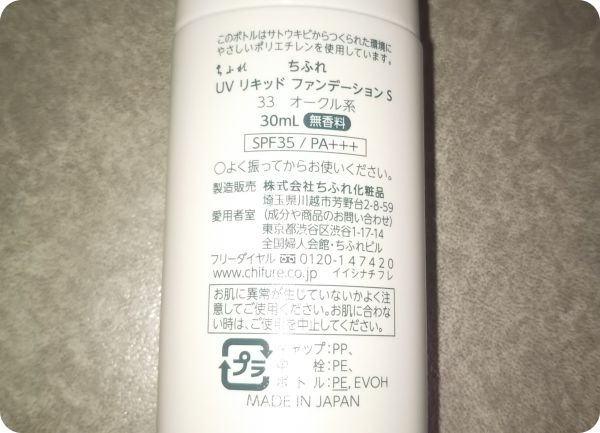 このボトルはサトウキビからつくられた環境に
やさしいポリエチレンを使用しています。
ちふれ ちふれ
UV リキッド ファンデーション S
33 オークル系
30mL 無香料
SPF35 / PA+++
○よく振ってからお使いください。
製造販売 株式会社ちふれ化粧品
埼玉県川越市芳野台2-8-59
愛用者室 (成分や商品のお問い合わせ)
東京都渋谷区渋谷1-17-14
全国婦人会館・ちふれビル
フリーダイヤル 0120-147420
www.chifure.co.jp イイシナチフレ
お肌に異常が生じていないかよく注
意してご使用ください。お肌に合わな
い時は、ご使用を中止してください。
プラ
キャップ:PP、
中 栓:PE、
ボトル:PE, EVOH
MADE IN JAPAN